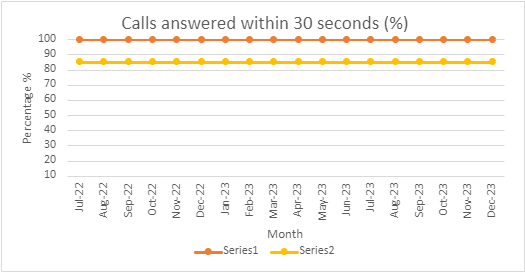 Calls answered within 30 seconds (%)
100
90
80
70
60
50
40
30
20
10
Percentage %
Jul-22
Aug-22
Sep-22
Oct-22
Nov-22
Dec-22
Jan-23
Feb-23
Mar-23
Apr-23
May-23
Jun-23
Jul-23
Aug-23
Sep-23
Oct-23
Nov-23
Dec-23
Month
Series1 Series2